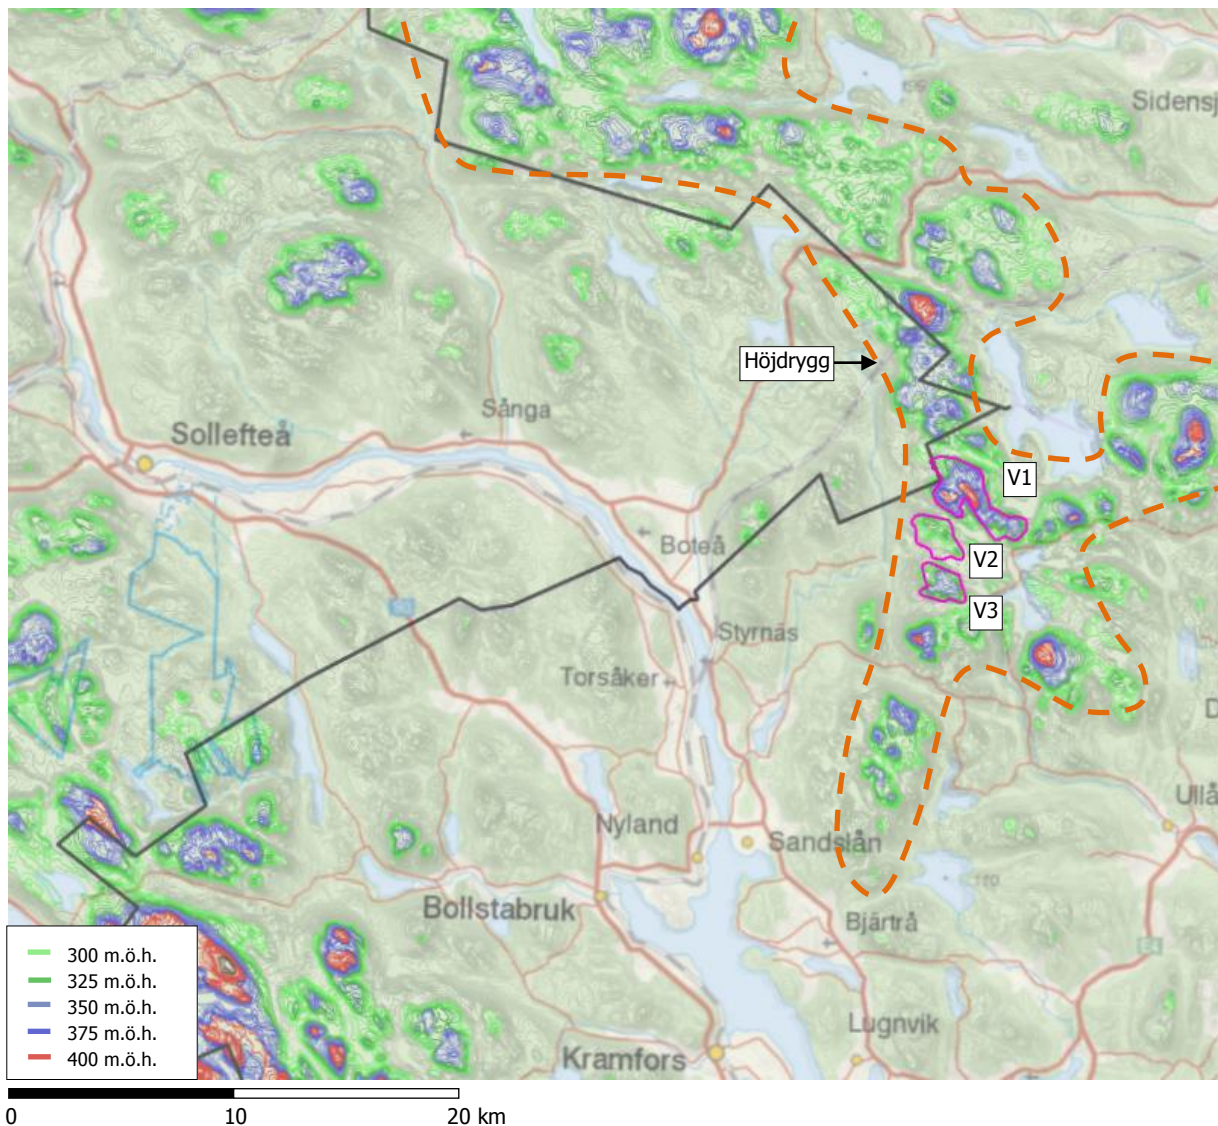 Sidensj
Höjdrygg
Sånga
Sollefteå
V1
Boteå
V2
V3
Styrnäs
Torsåker
D
Ullå
Nyland
Sandslån
110
Bollstabruk
Bjärtrå
300 m.ö.h.
325 m.ö.h.
350 m.ö.h.
375 m.ö.h.
400 m.ö.h.
Lugnvik
Kramfors
0 10 20 km